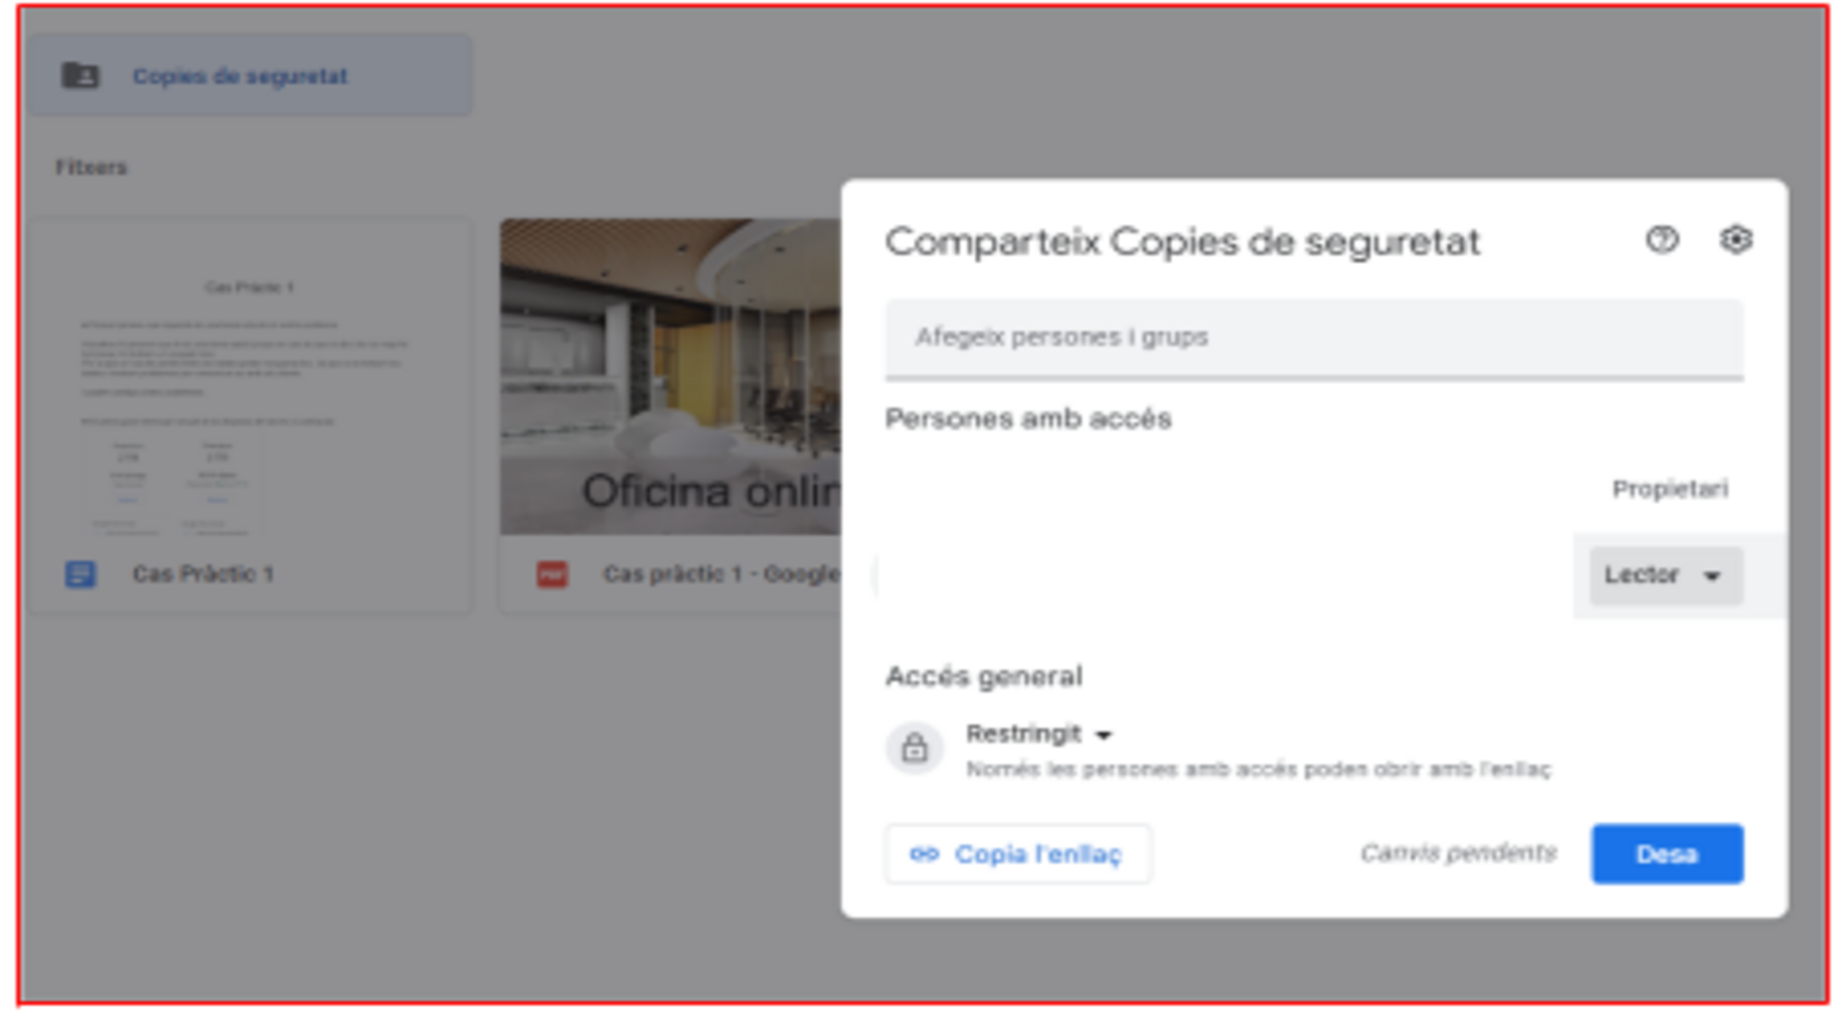 Copies de seguretat
Fitxers
Cas Pràctic 1
Oficina onlin
Cas Pràctic 1
Cas pràctic 1 - Google
Comparteix Copies de seguretat
Afegeix persones i grups
Persones amb accés
Propietari
Lector
Accés general
Restringit
Només les persones amb accés poden obrir amb l'enllaç
Copia l'enllaç
Canvis pendents
Desa